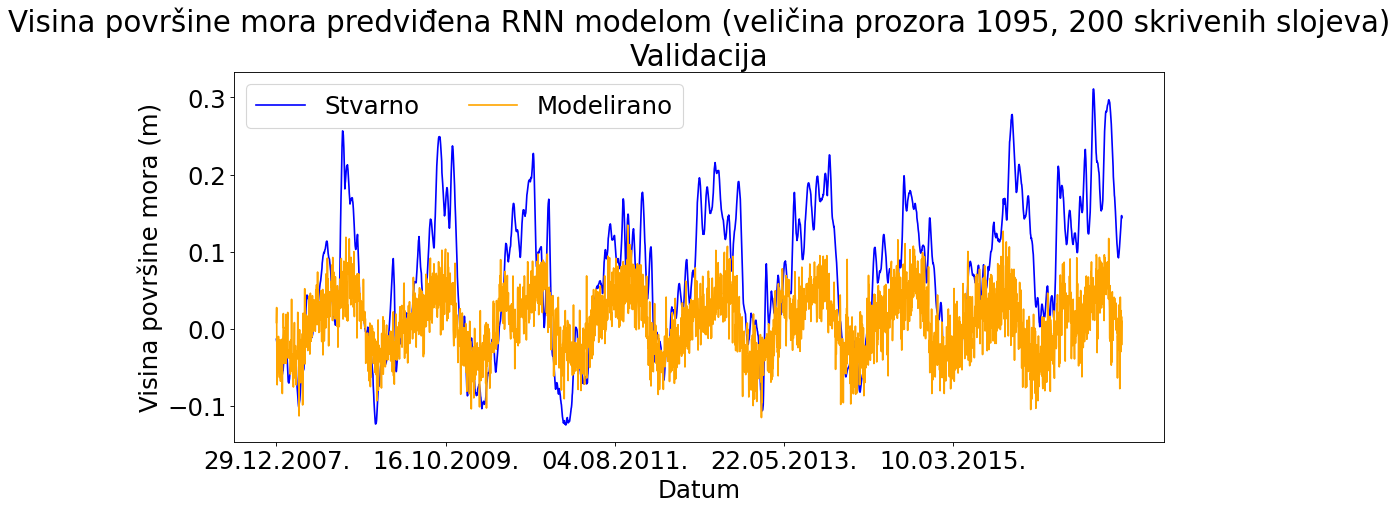 Visina površine mora predviđena RNN modelom (veličina prozora 1095, 200 skrivenih slojeva)
Validacija
Stvarno
Modelirano
Visina površine mora (m)
0.3
0.2
0.1
0.0
−0.1
29.12.2007.
16.10.2009.
04.08.2011.
22.05.2013.
10.03.2015.
Datum